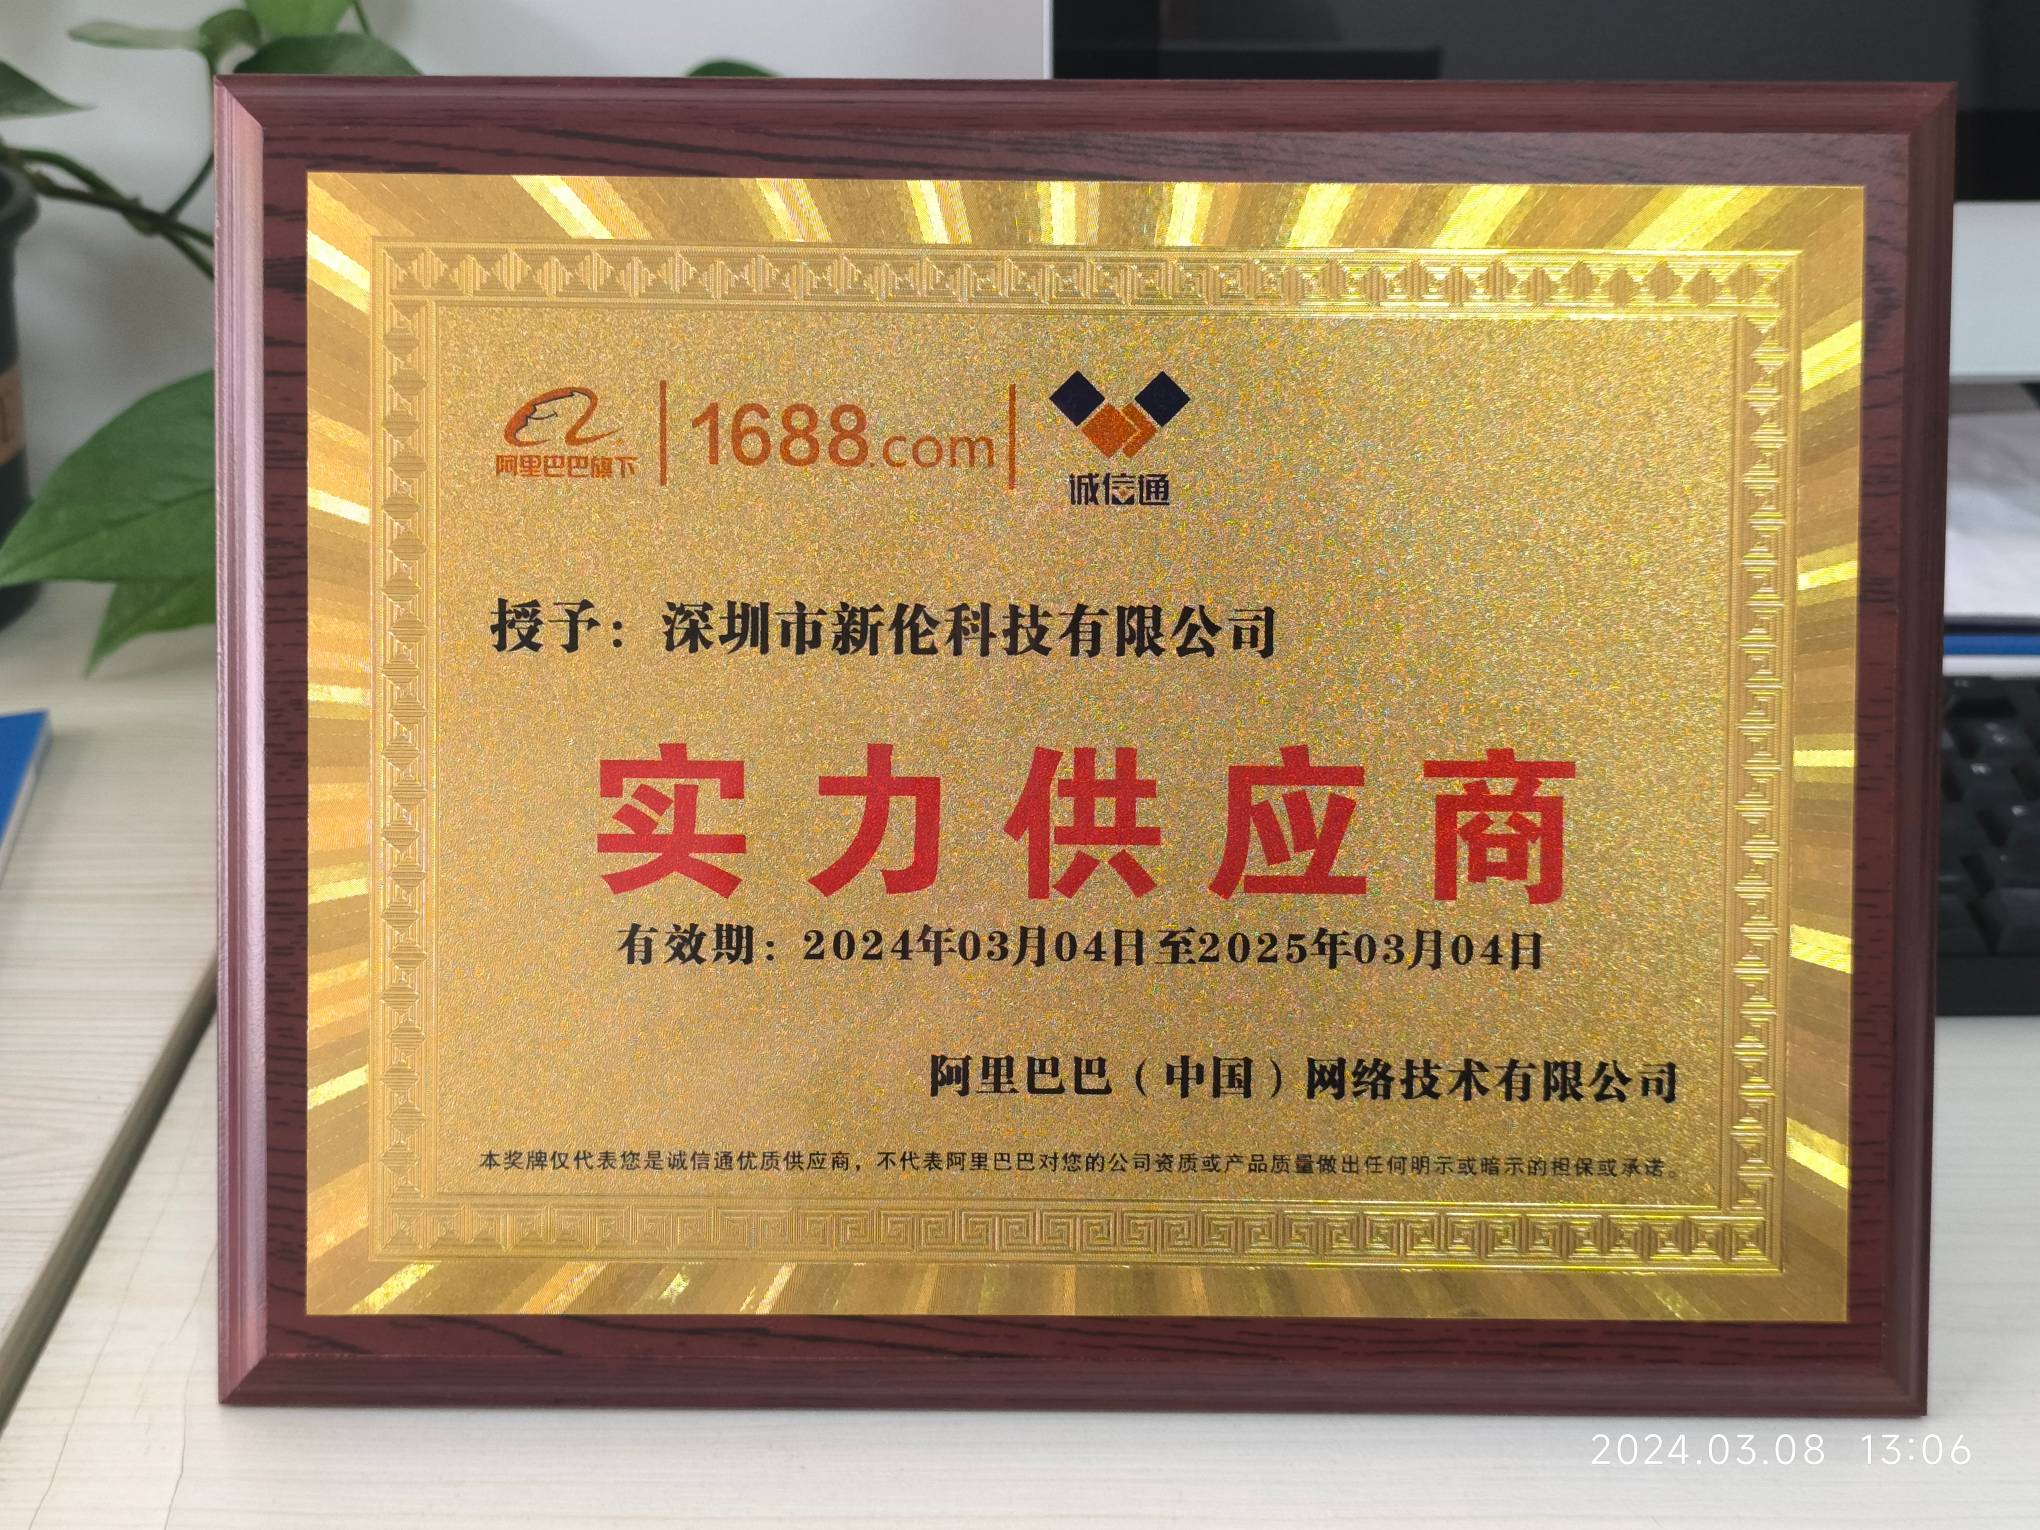 阿里巴巴旗下
1688.com
诚信通
授予：深圳市新伦科技有限公司
实力供应商
有效期：2024年03月04日至2025年03月04日
阿里巴巴（中国）网络技术有限公司
本奖牌仅代表您是诚信通优质供应商，不代表阿里巴巴对您的公司资质或产品质量做出任何明示或暗示的担保或承诺。
2024.03.08 13:06